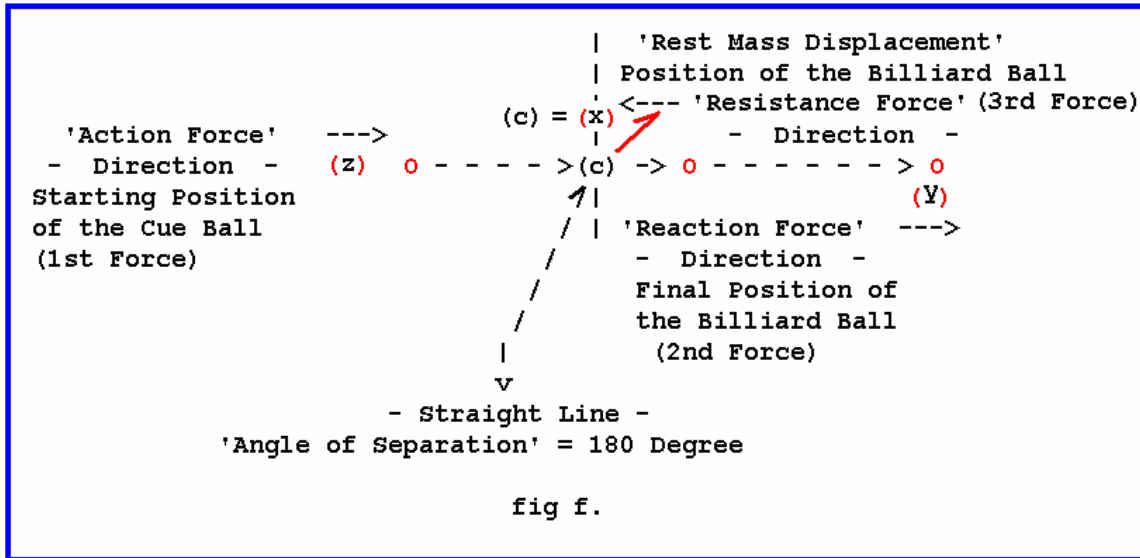 | 'Rest Mass Displacement'
| Position of the Billiard Ball
(c) = (x) <--- 'Resistance Force' (3rd Force)
'Action Force' ---> | - Direction -
- Direction - (z) O - - - - >(c) -> O - - - - - - > O
Starting Position (y)
of the Cue Ball / | 'Reaction Force' --->
(1st Force) / - Direction -
/ Final Position of
/ the Billiard Ball
| (2nd Force)
v
- Straight Line -
'Angle of Separation' = 180 Degree
fig f.